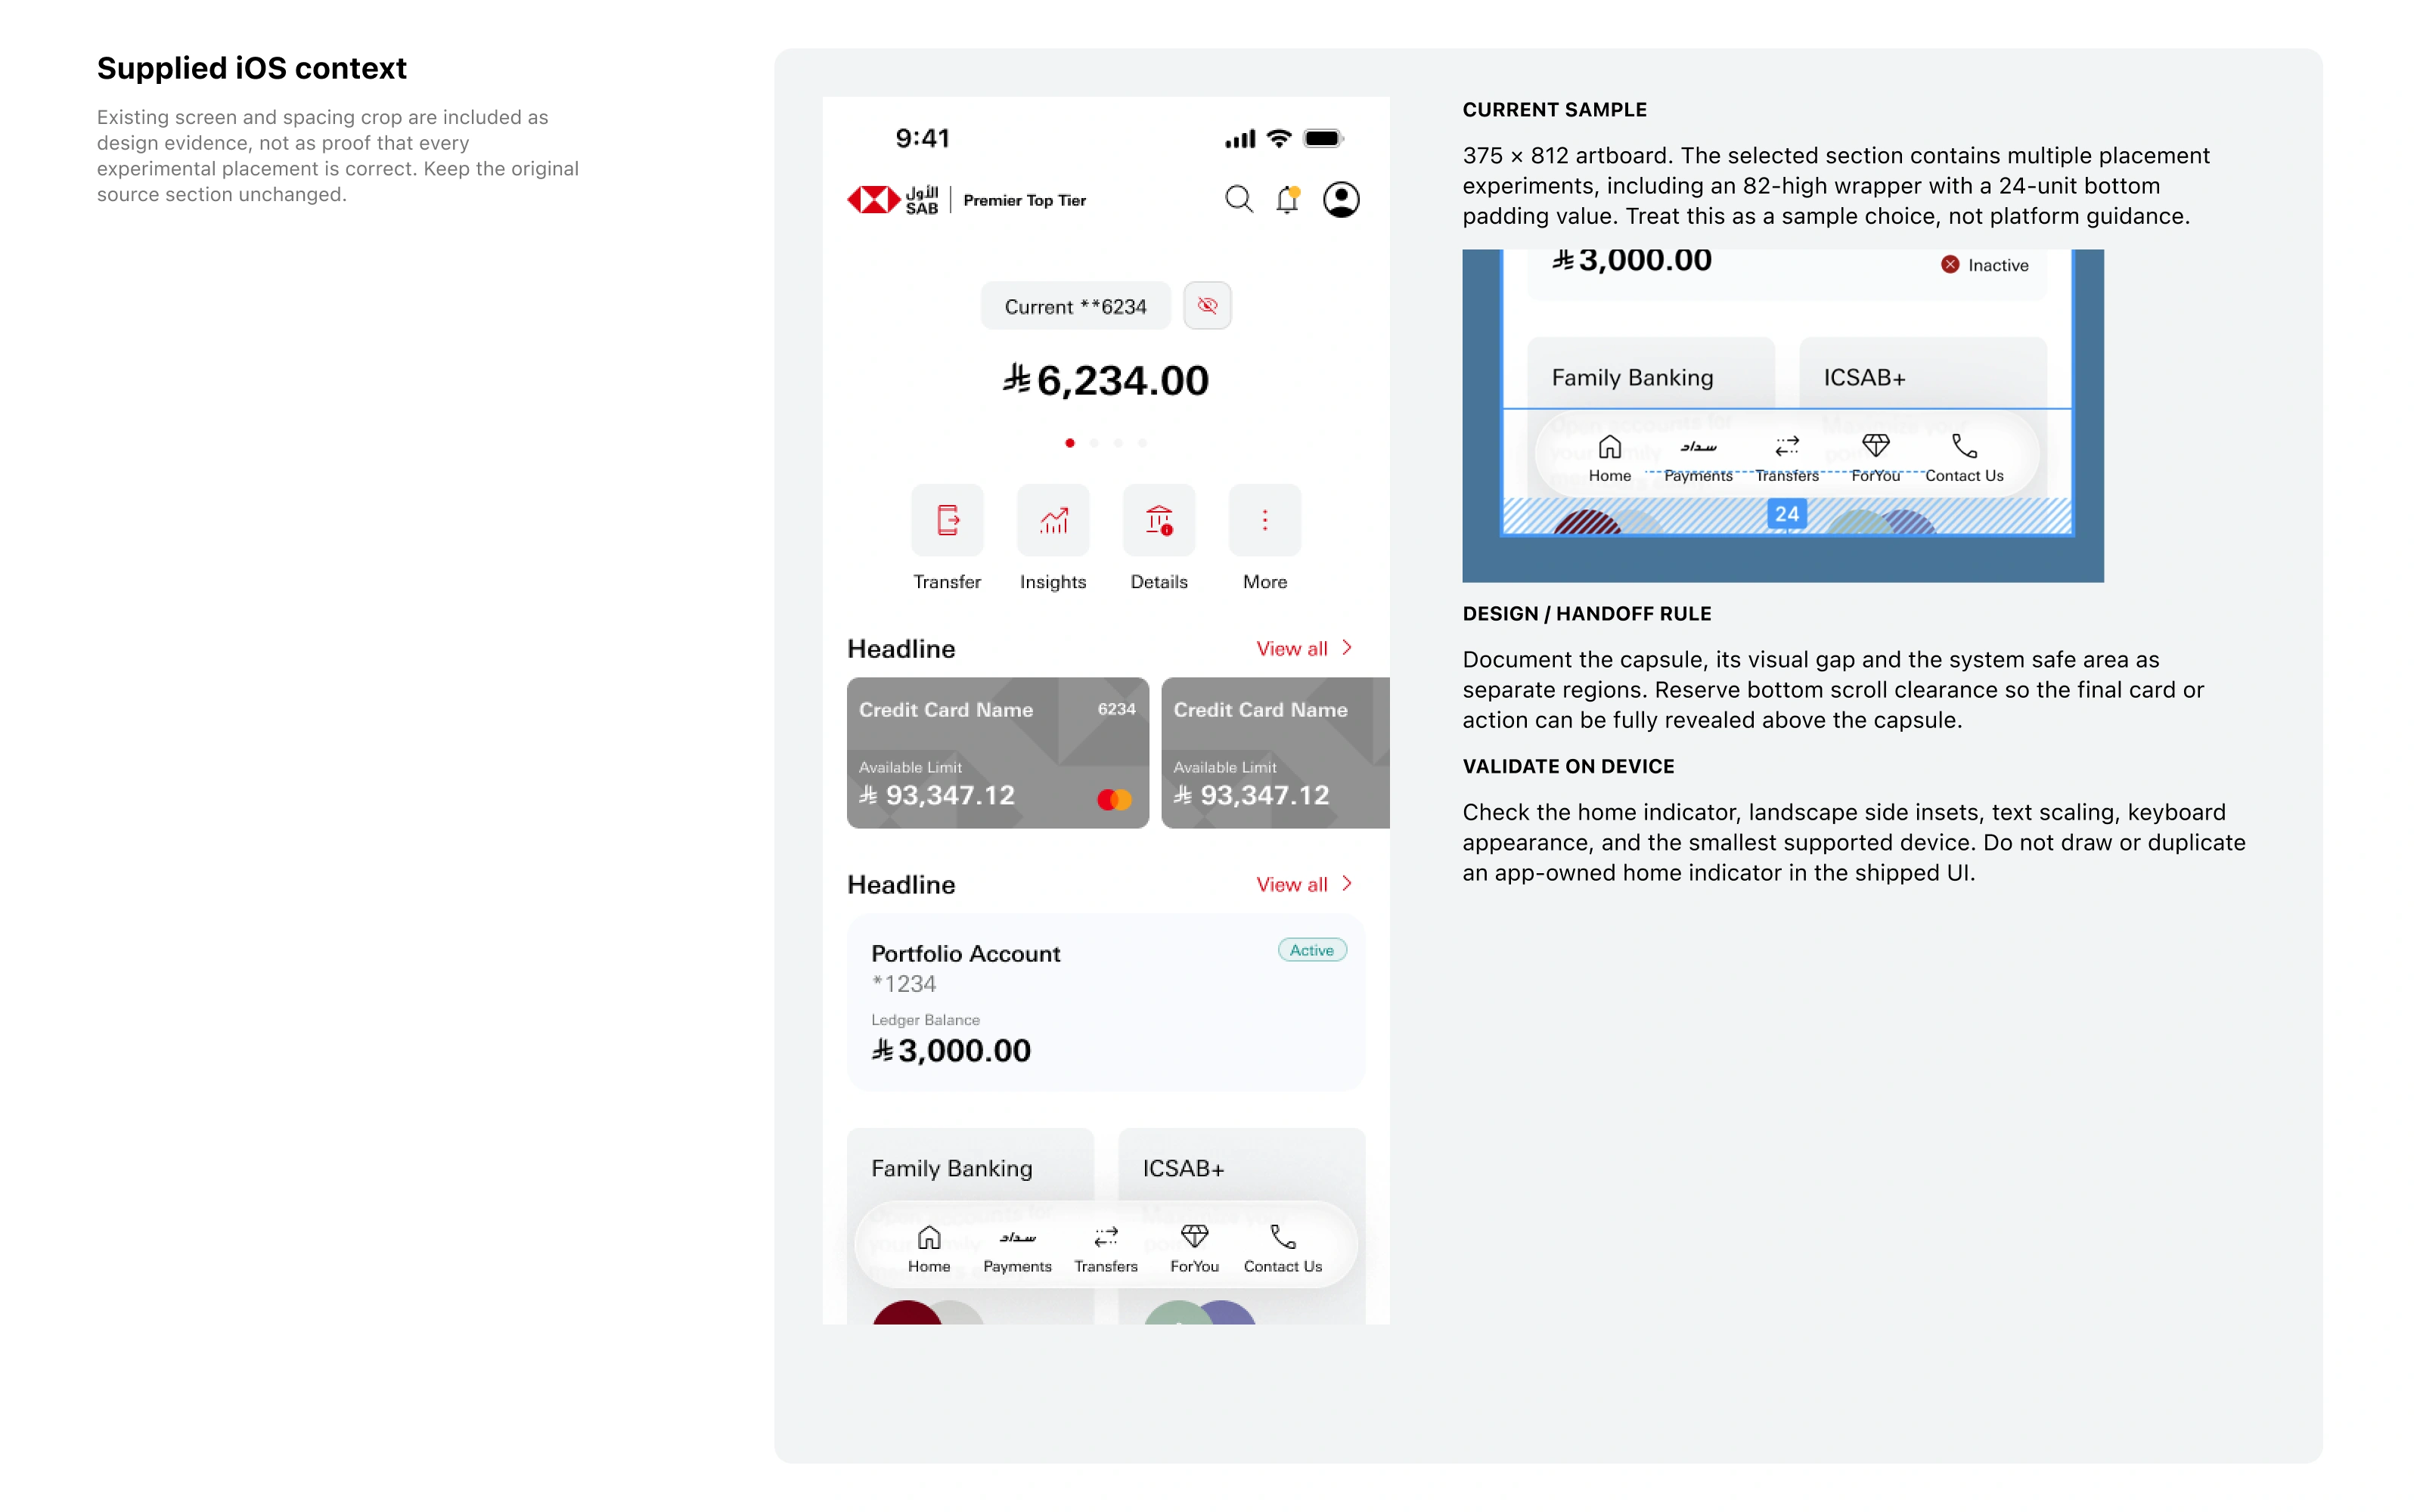 Supplied iOS context
Existing screen and spacing crop are included as
design evidence, not as proof that every
experimental placement is correct. Keep the original
source section unchanged.
9:41
الأول
SAB
Premier Top Tier
Current **6234
6,234.00
Transfer Insights Details More
Headline View all
Credit Card Name 6234
Available Limit
93,347.12
Credit Card Name
Available Limit
93,347.12
Headline View all
Portfolio Account Active
*1234
Ledger Balance
3,000.00
Family Banking ICSAB+
سداد
Home Payments Transfers ForYou Contact Us
CURRENT SAMPLE
375 × 812 artboard. The selected section contains multiple placement
experiments, including an 82-high wrapper with a 24-unit bottom
padding value. Treat this as a sample choice, not platform guidance.
3,000.00 Inactive
Family Banking ICSAB+
Open accounts for
سداد
Home Payments Transfers ForYou Contact Us
24
DESIGN / HANDOFF RULE
Document the capsule, its visual gap and the system safe area as
separate regions. Reserve bottom scroll clearance so the final card or
action can be fully revealed above the capsule.
VALIDATE ON DEVICE
Check the home indicator, landscape side insets, text scaling, keyboard
appearance, and the smallest supported device. Do not draw or duplicate
an app-owned home indicator in the shipped UI.